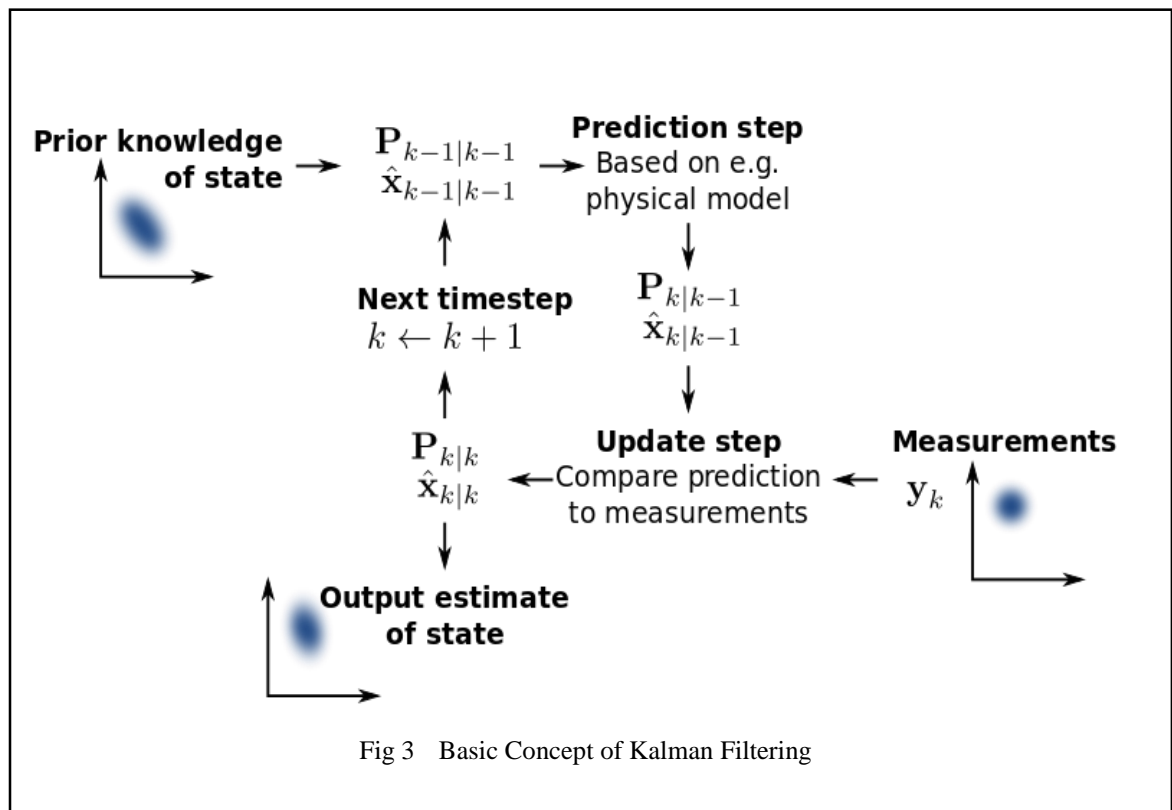 Prior knowledge
of state
P_{k−1|k−1}
x̂_{k−1|k−1}
Prediction step
Based on e.g.
physical model
P_{k|k−1}
x̂_{k|k−1}
Next timestep
k ← k + 1
P_{k|k}
x̂_{k|k}
Update step
Compare prediction
to measurements
Measurements
y_k
Output estimate
of state
Fig 3 Basic Concept of Kalman Filtering